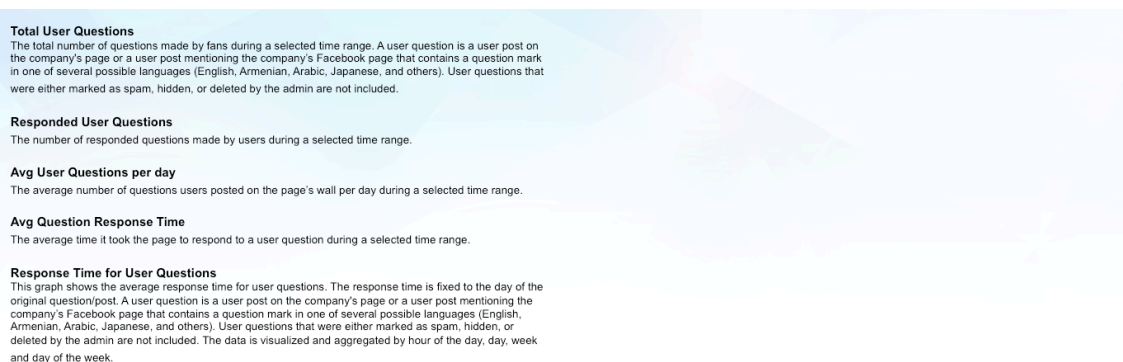 Total User Questions
The total number of questions made by fans during a selected time range. A user question is a user post on
the company's page or a user post mentioning the company's Facebook page that contains a question mark
in one of several possible languages (English, Armenian, Arabic, Japanese, and others). User questions that
were either marked as spam, hidden, or deleted by the admin are not included.
Responded User Questions
The number of responded questions made by users during a selected time range.
Avg User Questions per day
The average number of questions users posted on the page's wall per day during a selected time range.
Avg Question Response Time
The average time it took the page to respond to a user question during a selected time range.
Response Time for User Questions
This graph shows the average response time for user questions. The response time is fixed to the day of the
original question/post. A user question is a user post on the company's page or a user post mentioning the
company's Facebook page that contains a question mark in one of several possible languages (English,
Armenian, Arabic, Japanese, and others). User questions that were either marked as spam, hidden, or
deleted by the admin are not included. The data is visualized and aggregated by hour of the day, day, week
and day of the week.